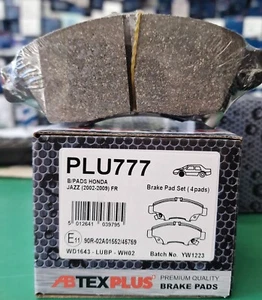 PLU777
B/PADS HONDA
JAZZ (2002-2009) FR
Brake Pad Set (4pads)
5 012641 039795
E11 90R-02A01552/45759
WD1643 - LUBP - WH02
Batch No. YW1223
ABTEXPLUS
PREMIUM QUALITY
BRAKE PADS